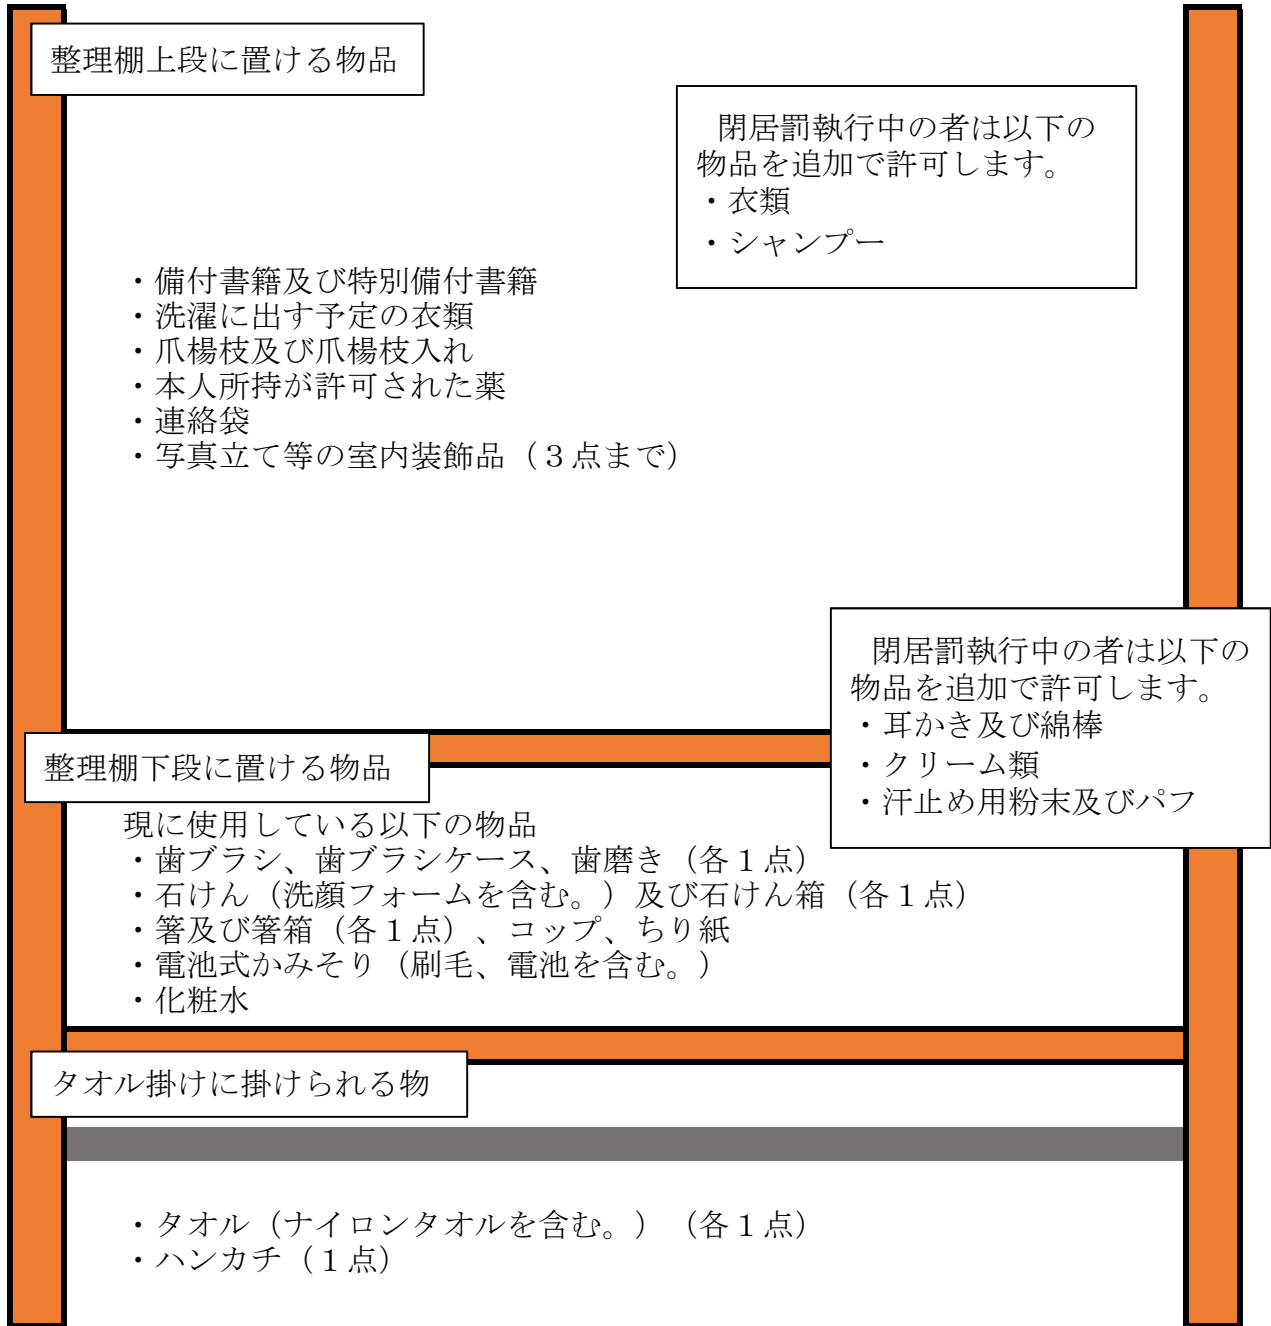 整理棚上段に置ける物品
閉居罰執行中の者は以下の
物品を追加で許可します。
・衣類
・シャンプー
・備付書籍及び特別備付書籍
・洗濯に出す予定の衣類
・爪楊枝及び爪楊枝入れ
・本人所持が許可された薬
・連絡袋
・写真立て等の室内装飾品（３点まで）
閉居罰執行中の者は以下の
物品を追加で許可します。
・耳かき及び綿棒
・クリーム類
・汗止め用粉末及びパフ
整理棚下段に置ける物品
現に使用している以下の物品
・歯ブラシ、歯ブラシケース、歯磨き（各１点）
・石けん（洗顔フォームを含む。）及び石けん箱（各１点）
・箸及び箸箱（各１点）、コップ、ちり紙
・電池式かみそり（刷毛、電池を含む。）
・化粧水
タオル掛けに掛けられる物
・タオル（ナイロンタオルを含む。）（各１点）
・ハンカチ（１点）